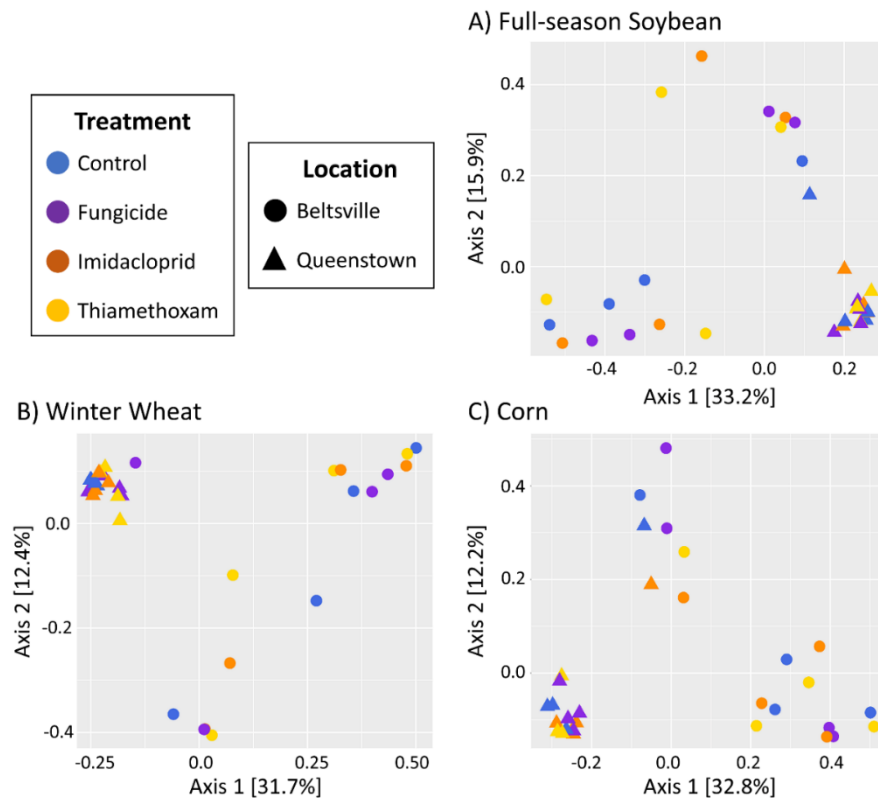 A) Full-season Soybean
Treatment
Control
Fungicide
Imidacloprid
Thiamethoxam
Location
Beltsville
Queenstown
0.4
0.2
0.0
Axis 2 [15.9%]
-0.4
-0.2
0.0
0.2
Axis 1 [33.2%]
B) Winter Wheat
0.0
-0.2
-0.4
Axis 2 [12.4%]
-0.25
0.0
0.25
0.50
Axis 1 [31.7%]
C) Corn
0.4
0.2
0.0
Axis 2 [12.2%]
-0.2
0.0
0.2
0.4
Axis 1 [32.8%]